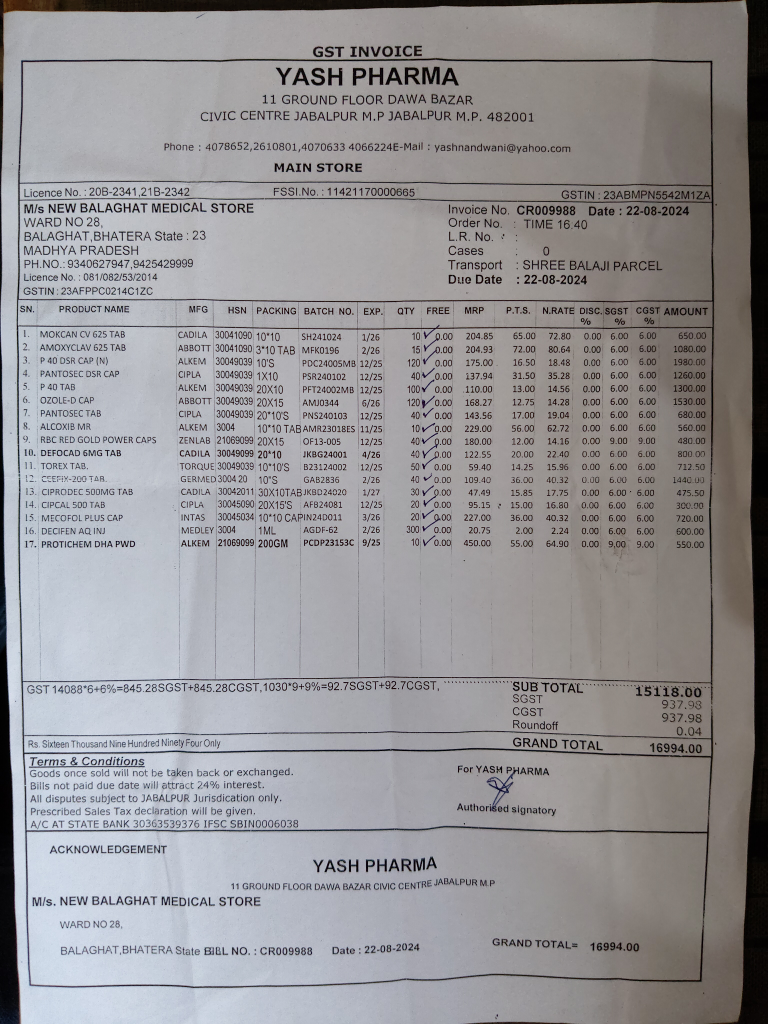 GST INVOICE
YASH PHARMA
11 GROUND FLOOR DAWA BAZAR
CIVIC CENTRE JABALPUR M.P JABALPUR M.P. 482001
Phone : 4078652,2610801,4070633 4066224E-Mail : yashnandwani@yahoo.com
MAIN STORE
Licence No. : 20B-2341,21B-2342 FSSI.No. : 11421170000665 GSTIN : 23ABMPN5542M1ZA
M/s NEW BALAGHAT MEDICAL STORE
WARD NO 28,
BALAGHAT,BHATERA State : 23
MADHYA PRADESH
PH.NO.: 9340627947,9425429999
Licence No. : 081/082/53/2014
GSTIN : 23AFPPC0214C1ZC
Invoice No. CR009988 Date : 22-08-2024
Order No. : TIME 16.40
L.R. No. :
Cases : 0
Transport : SHREE BALAJI PARCEL
Due Date : 22-08-2024
SN. PRODUCT NAME MFG HSN PACKING BATCH NO. EXP. QTY FREE MRP P.T.S. N.RATE DISC. % SGST % CGST % AMOUNT
1. MOKCAN CV 625 TAB CADILA 30041090 10*10 SH241024 1/26 10 0.00 204.85 65.00 72.80 0.00 6.00 6.00 650.00
2. AMOXYCLAV 625 TAB ABBOTT 30041090 3*10 TAB MFK0196 2/26 15 0.00 204.93 72.00 80.64 0.00 6.00 6.00 1080.00
3. P 40 DSR CAP (N) ALKEM 30049039 10'S PDC24005MB 12/25 120 0.00 175.00 16.50 18.48 0.00 6.00 6.00 1980.00
4. PANTOSEC DSR CAP CIPLA 30049039 1X10 PSR240102 12/25 40 0.00 137.94 31.50 35.28 0.00 6.00 6.00 1260.00
5. P 40 TAB ALKEM 30049039 20X10 PFT24002MB 12/25 100 0.00 110.00 13.00 14.56 0.00 6.00 6.00 1300.00
6. OZOLE-D CAP ABBOTT 30049039 20X15 AMJ0344 6/26 120 0.00 168.27 12.75 14.28 0.00 6.00 6.00 1530.00
7. PANTOSEC TAB CIPLA 30049039 20*10'S PNS240103 12/25 40 0.00 143.56 17.00 19.04 0.00 6.00 6.00 680.00
8. ALCOXIB MR ALKEM 3004 10*10 TAB AMR23018ES 11/25 10 0.00 229.00 56.00 62.72 0.00 6.00 6.00 560.00
9. RBC RED GOLD POWER CAPS ZENLAB 21069099 20X15 OF13-005 12/25 40 0.00 180.00 12.00 14.16 0.00 9.00 9.00 480.00
10. DEFOCAD 6MG TAB CADILA 30049099 20*10 JKBG24001 4/26 40 0.00 122.55 20.00 22.40 0.00 6.00 6.00 800.00
11. TOREX TAB. TORQUE 30049039 10*10'S B23124002 12/25 50 0.00 59.40 14.25 15.96 0.00 6.00 6.00 712.50
12. CEEFIX-200 TAB. GERMED 3004 20 10'S GAB2836 2/26 40 0.00 109.40 36.00 40.32 0.00 6.00 6.00 1440.00
13. CIPRODEC 500MG TAB CADILA 30042011 30X10TAB JKBD24020 1/27 30 0.00 47.49 15.85 17.75 0.00 6.00 6.00 475.50
14. CIPCAL 500 TAB CIPLA 30045090 20X15'S AFB24081 12/25 20 0.00 95.15 15.00 16.80 0.00 6.00 6.00 300.00
15. MECOFOL PLUS CAP INTAS 30045034 10*10 CAP IN24D011 3/26 20 0.00 227.00 36.00 40.32 0.00 6.00 6.00 720.00
16. DECIFEN AQ INJ MEDLEY 3004 1ML AGDF-62 2/26 300 0.00 20.75 2.00 2.24 0.00 6.00 6.00 600.00
17. PROTICHEM DHA PWD ALKEM 21069099 200GM PCDP23153C 9/25 10 0.00 450.00 55.00 64.90 0.00 9.00 9.00 550.00
GST 14088*6+6%=845.28SGST+845.28CGST,1030*9+9%=92.7SGST+92.7CGST,
SUB TOTAL 15118.00
SGST 937.98
CGST 937.98
Roundoff 0.04
Rs. Sixteen Thousand Nine Hundred Ninety Four Only GRAND TOTAL 16994.00
Terms & Conditions
Goods once sold will not be taken back or exchanged.
Bills not paid due date will attract 24% interest.
All disputes subject to JABALPUR Jurisdication only.
Prescribed Sales Tax declaration will be given.
A/C AT STATE BANK 30363539376 IFSC SBIN0006038
For YASH PHARMA
Authorised signatory
ACKNOWLEDGEMENT
YASH PHARMA
11 GROUND FLOOR DAWA BAZAR CIVIC CENTRE JABALPUR M.P
M/s. NEW BALAGHAT MEDICAL STORE
WARD NO 28,
BALAGHAT,BHATERA State BILL NO. : CR009988 Date : 22-08-2024 GRAND TOTAL= 16994.00